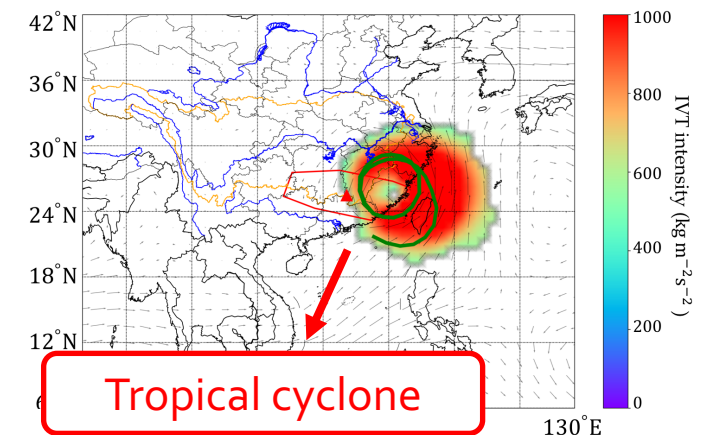 42°N
36°N
30°N
24°N
18°N
12°N
130°E
1000
800
600
400
200
0
IVT intensity (kg m⁻²s⁻²)
Tropical cyclone